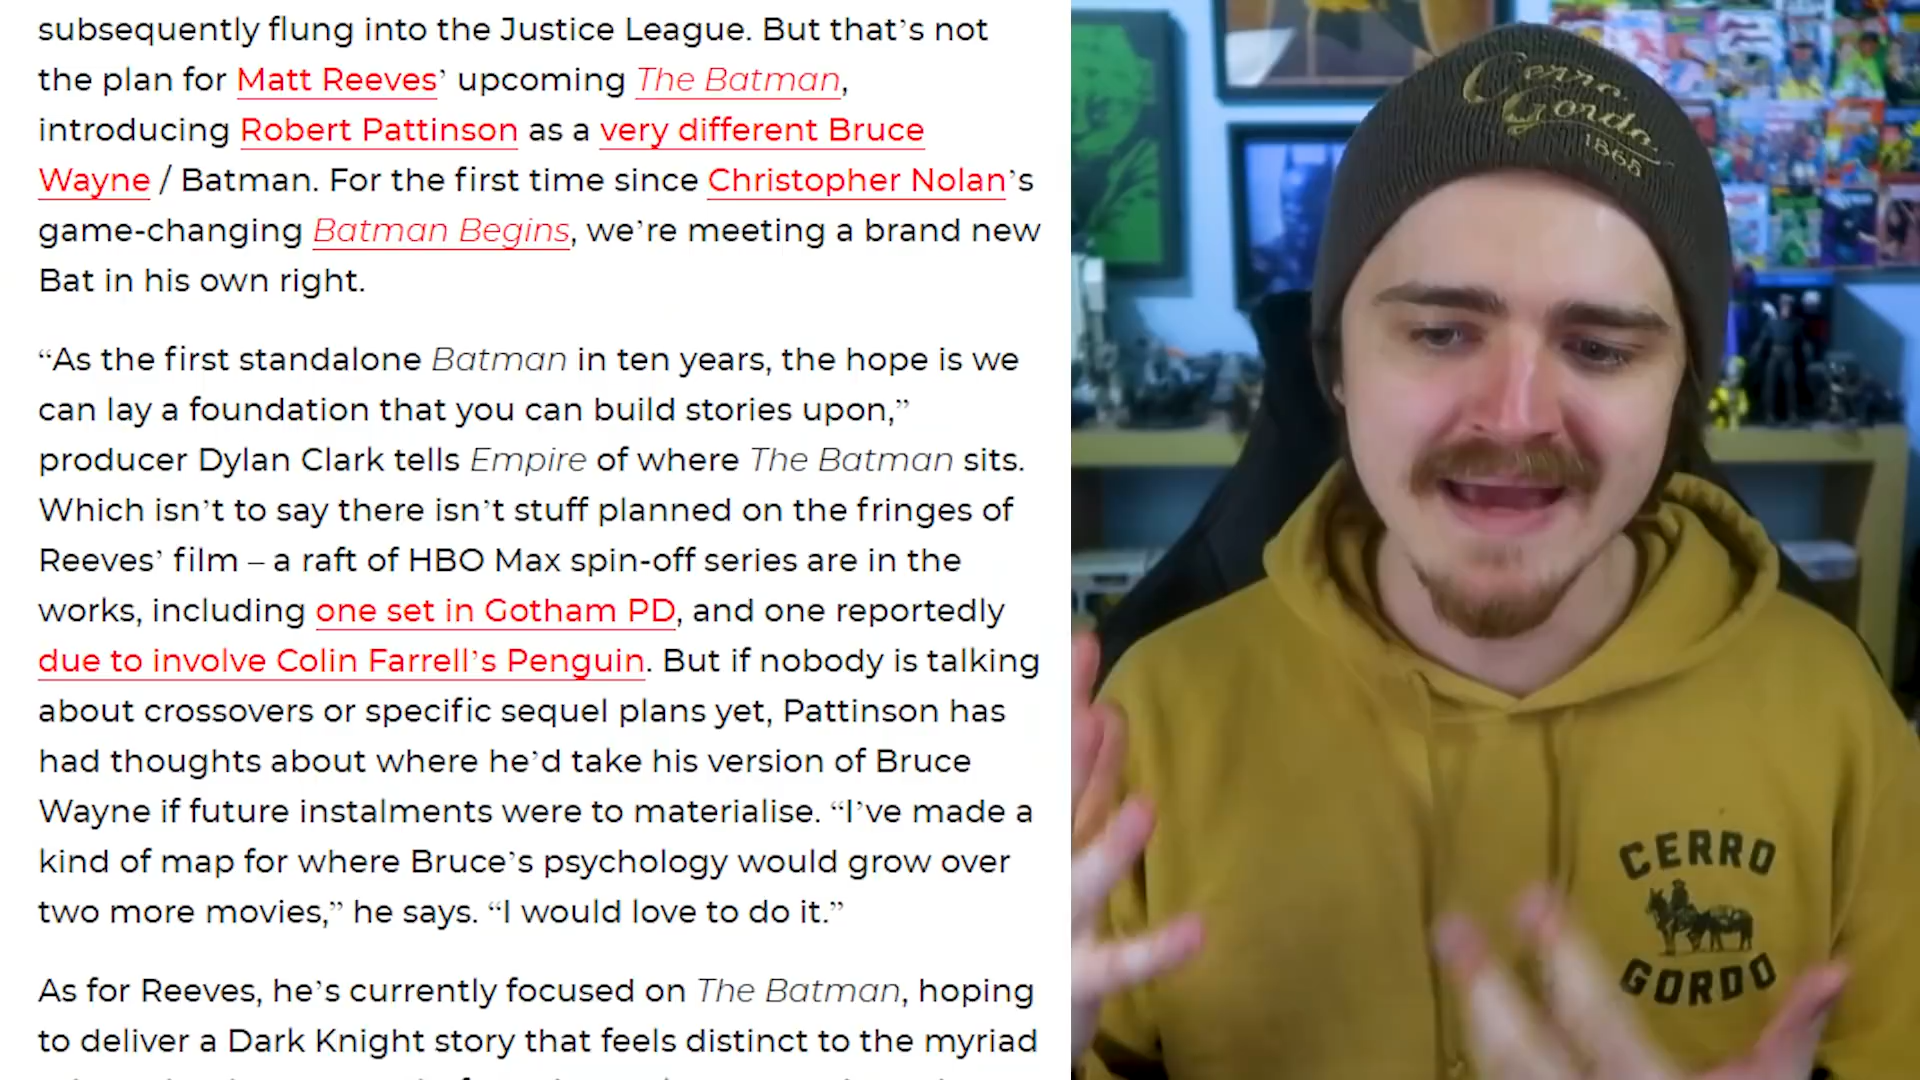 subsequently flung into the Justice League. But that’s not
the plan for Matt Reeves’ upcoming The Batman,
introducing Robert Pattinson as a very different Bruce
Wayne / Batman. For the first time since Christopher Nolan’s
game-changing Batman Begins, we’re meeting a brand new
Bat in his own right.
“As the first standalone Batman in ten years, the hope is we
can lay a foundation that you can build stories upon,”
producer Dylan Clark tells Empire of where The Batman sits.
Which isn’t to say there isn’t stuff planned on the fringes of
Reeves’ film – a raft of HBO Max spin-off series are in the
works, including one set in Gotham PD, and one reportedly
due to involve Colin Farrell’s Penguin. But if nobody is talking
about crossovers or specific sequel plans yet, Pattinson has
had thoughts about where he’d take his version of Bruce
Wayne if future instalments were to materialise. “I’ve made a
kind of map for where Bruce’s psychology would grow over
two more movies,” he says. “I would love to do it.”
As for Reeves, he’s currently focused on The Batman, hoping
to deliver a Dark Knight story that feels distinct to the myriad
Cerro
Gordo
1865
CERRO
GORDO